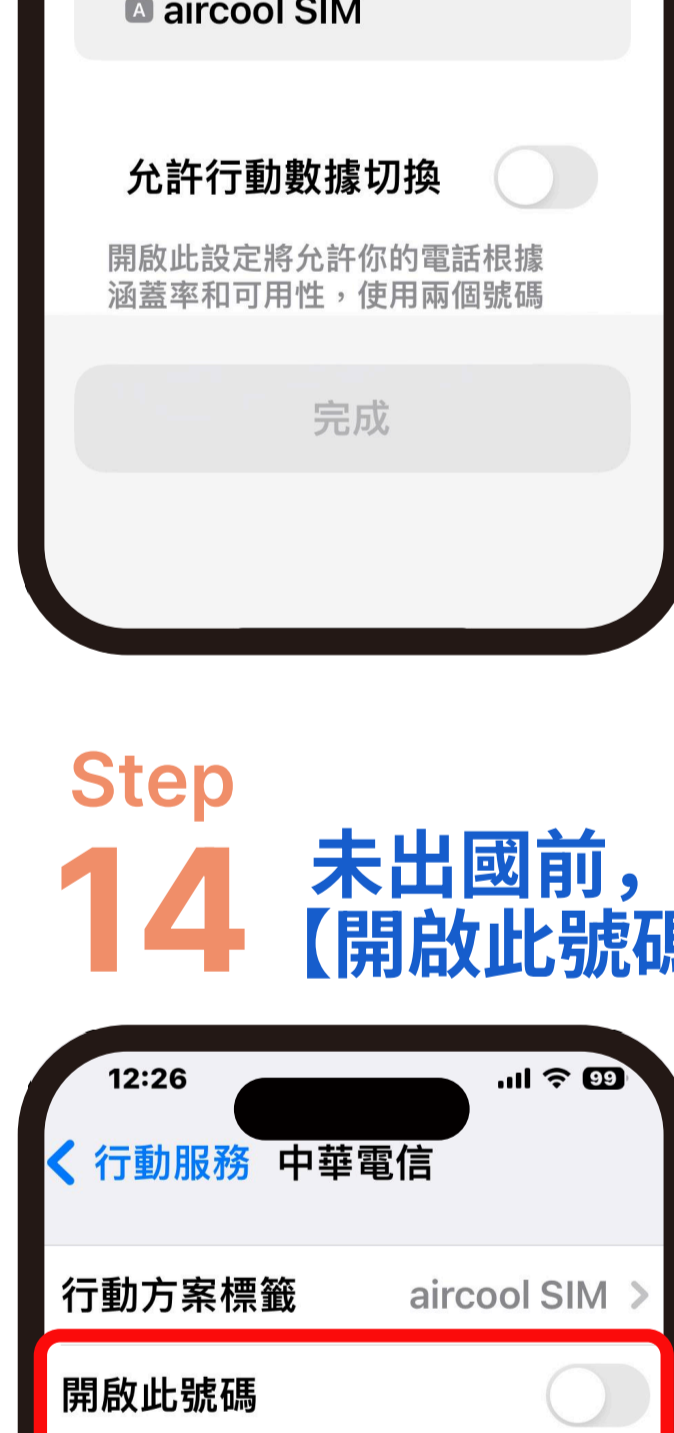 A aircool SIM
允許行動數據切換
開啟此設定將允許你的電話根據
涵蓋率和可用性，使用兩個號碼
完成
Step
14
未出國前，
【開啟此號碼
12:26
99
行動服務 中華電信
行動方案標籤 aircool SIM
開啟此號碼